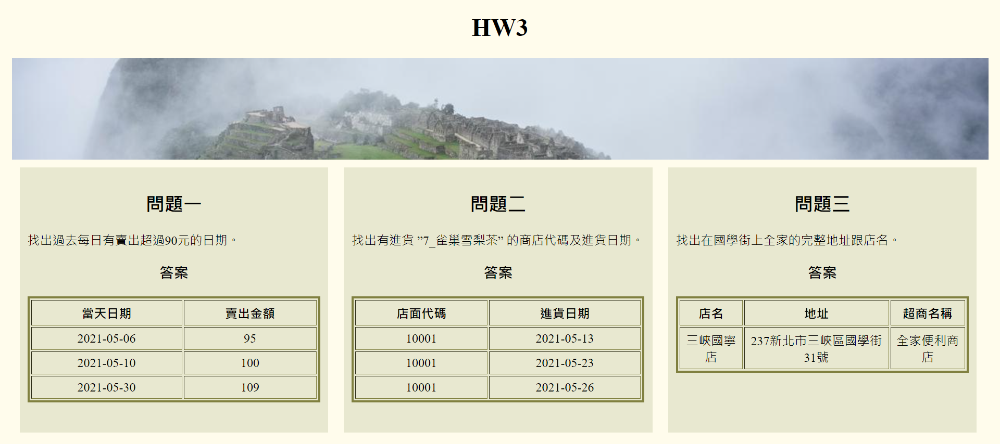 HW3
問題一
找出過去每日有賣出超過90元的日期。
答案
當天日期 賣出金額
2021-05-06 95
2021-05-10 100
2021-05-30 109
問題二
找出有進貨 ”7_雀巢雪梨茶” 的商店代碼及進貨日期。
答案
店面代碼 進貨日期
10001 2021-05-13
10001 2021-05-23
10001 2021-05-26
問題三
找出在國學街上全家的完整地址跟店名。
答案
店名 地址 超商名稱
三峽國寧 237新北市三峽區國學街 全家便利商
店 31號 店